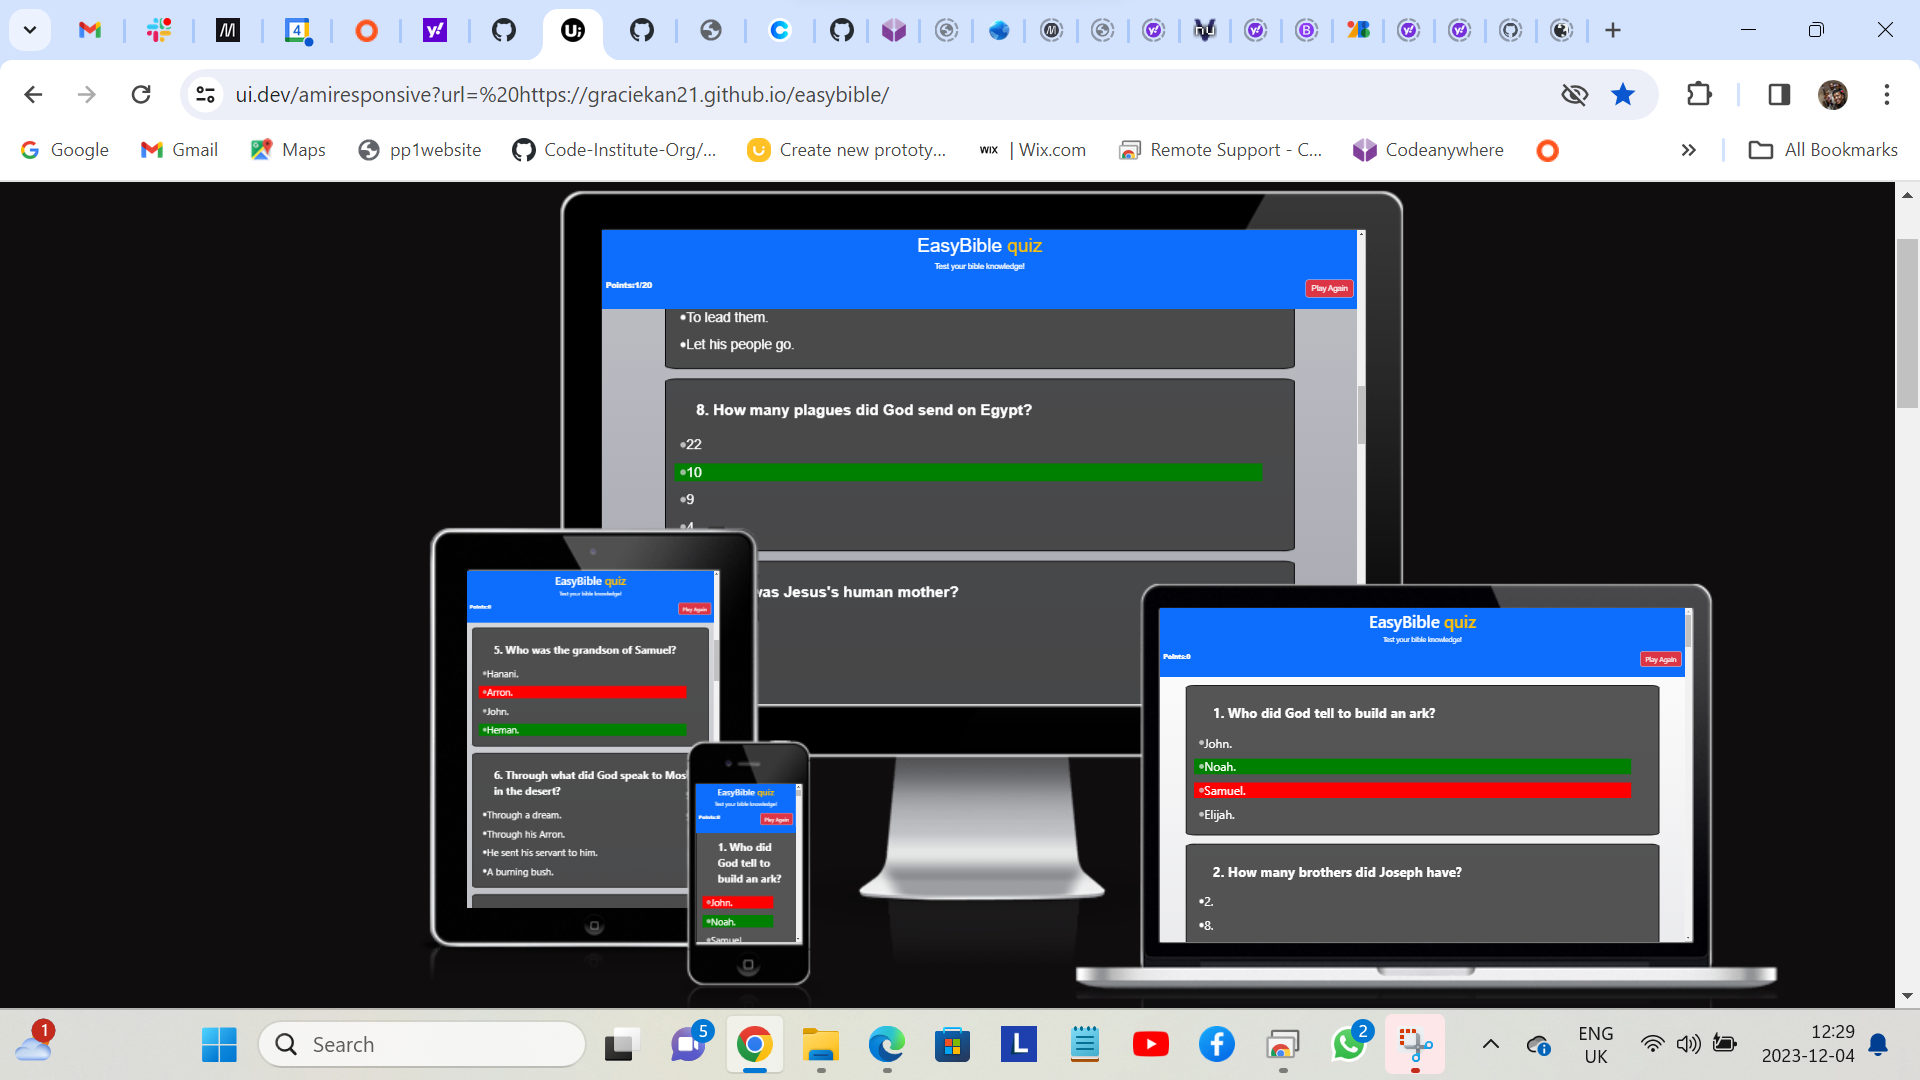 ui.dev/amiresponsive?url=%20https://graciekan21.github.io/easybible/
Google
Gmail
Maps
pp1website
Code-Institute-Org/...
Create new prototy...
WIX | Wix.com
Remote Support - C...
Codeanywhere
All Bookmarks
EasyBible quiz
Test your bible knowledge!
Points:1/20
Play Again
•To lead them.
•Let his people go.
8. How many plagues did God send on Egypt?
•22
•10
•9
•4
was Jesus's human mother?
EasyBible quiz
Test your bible knowledge!
Points:0
Play Again
5. Who was the grandson of Samuel?
•Hanani.
•Arron.
•John.
•Heman.
6. Through what did God speak to Mos
in the desert?
•Through a dream.
•Through his Arron.
•He sent his servant to him.
•A burning bush.
EasyBible quiz
Test your bible knowledge!
Points:0
Play Again
1. Who did
God tell to
build an ark?
•John.
•Noah.
•Samuel
EasyBible quiz
Test your bible knowledge!
Points:0
Play Again
1. Who did God tell to build an ark?
•John.
•Noah.
•Samuel.
•Elijah.
2. How many brothers did Joseph have?
•2.
•8.
1
Search
5
L
2
ENG
UK
12:29
2023-12-04